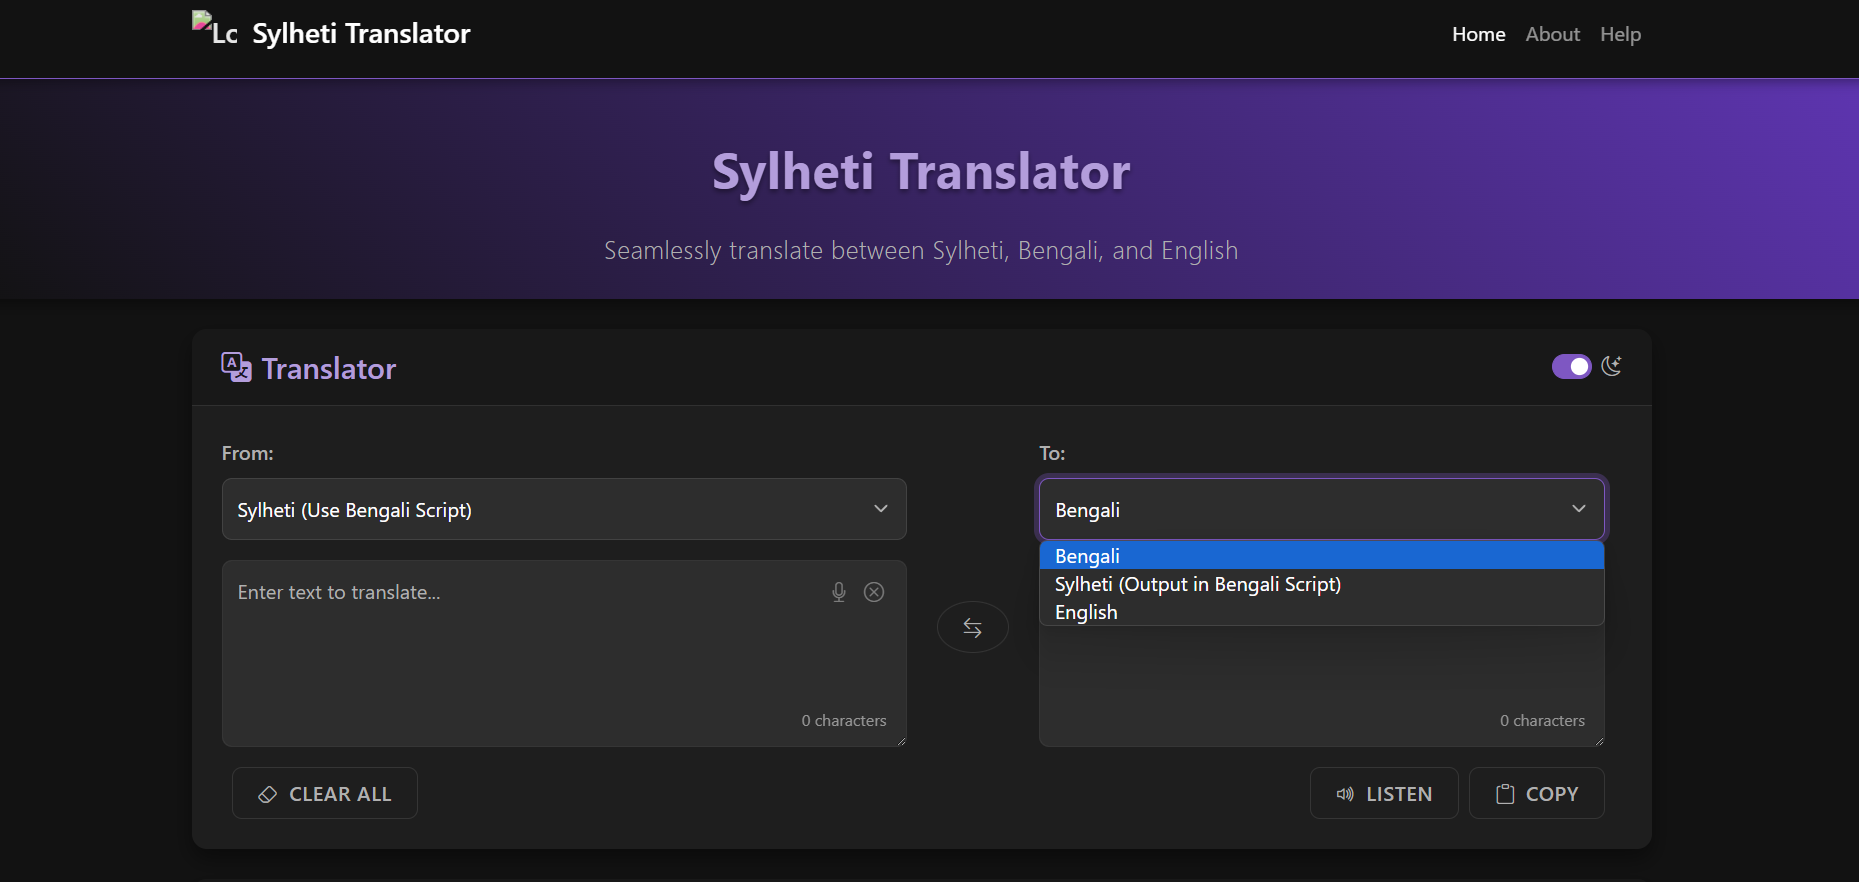 Lo Sylheti Translator
Home About Help
Sylheti Translator
Seamlessly translate between Sylheti, Bengali, and English
Translator
From:
Sylheti (Use Bengali Script)
Enter text to translate...
0 characters
CLEAR ALL
To:
Bengali
Bengali
Sylheti (Output in Bengali Script)
English
0 characters
LISTEN COPY